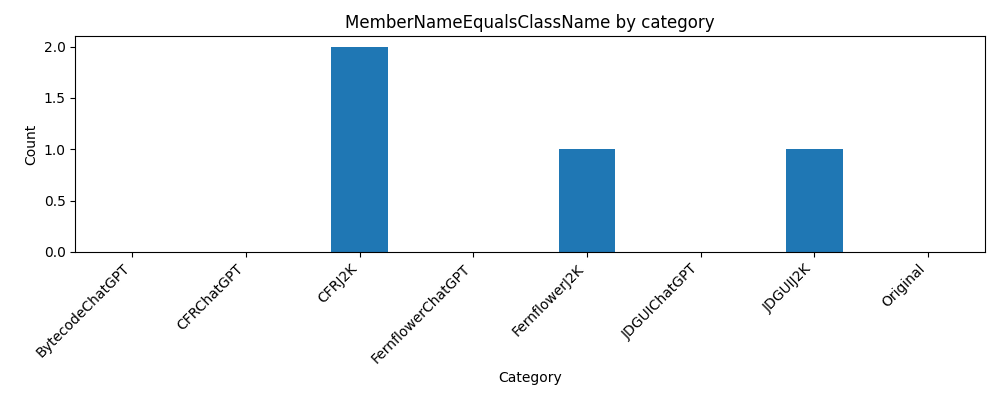 MemberNameEqualsClassName by category
Count
2.0
1.5
1.0
0.5
0.0
BytecodeChatGPT
CFRChatGPT
CFRJ2K
FernflowerChatGPT
FernflowerJ2K
JDGUIChatGPT
JDGUIJ2K
Original
Category